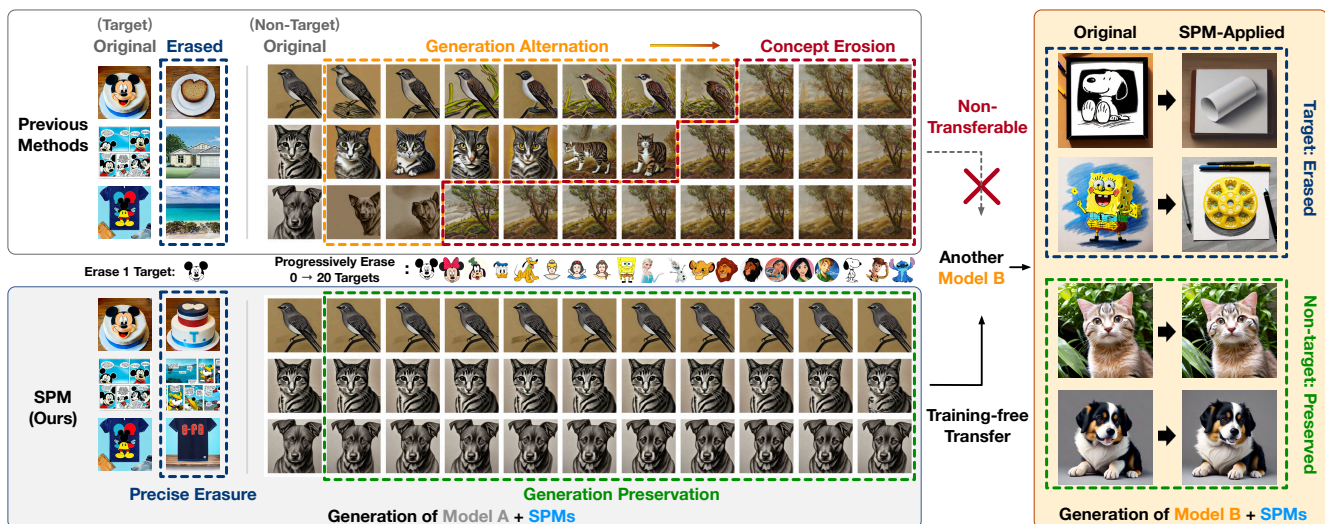 (Target)
Original
Erased
(Non-Target)
Original
Generation Alternation
Concept Erosion
Previous
Methods
Non-
Transferable
Erase 1 Target:
Progressively Erase
0 → 20 Targets
:
Another
Model B
SPM
(Ours)
Training-free
Transfer
Precise Erasure
Generation Preservation
Generation of Model A + SPMs
Original
SPM-Applied
Target: Erased
Non-target: Preserved
Generation of Model B + SPMs